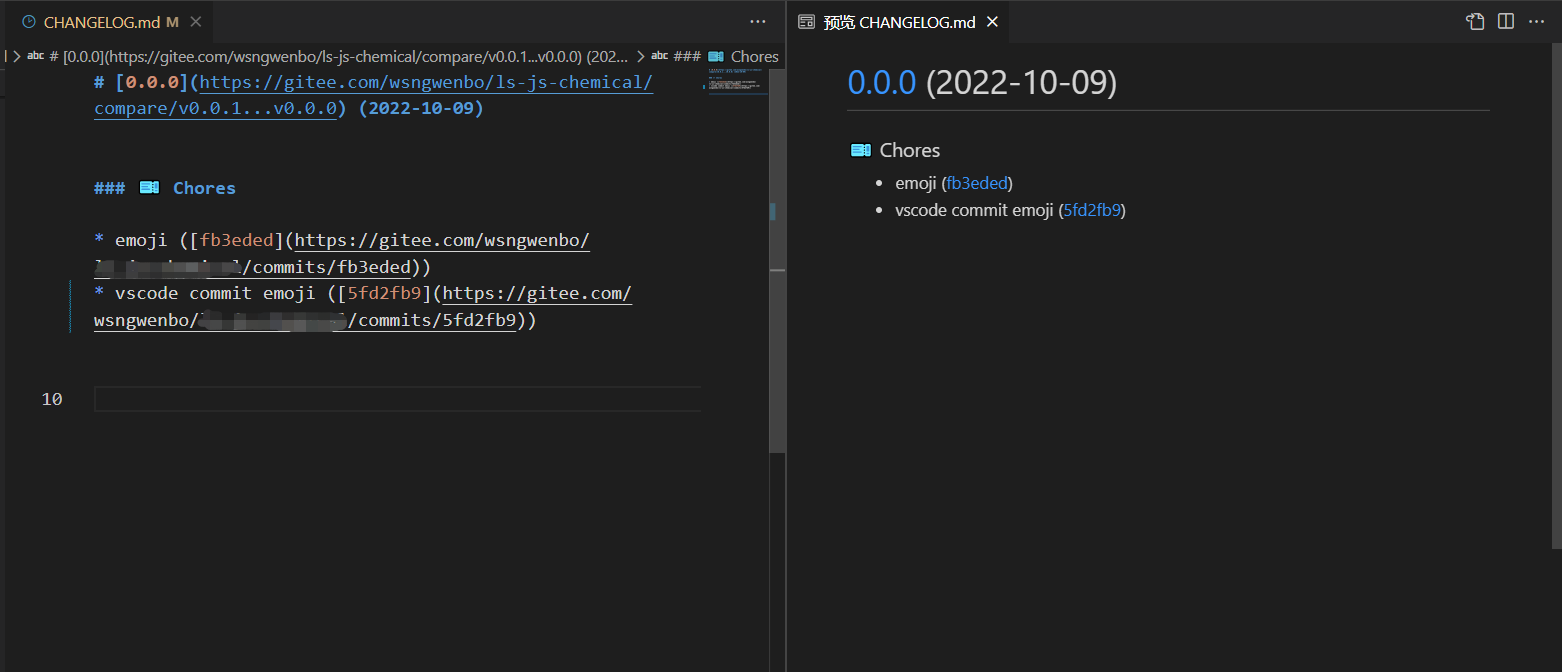 CHANGELOG.md M
# [0.0.0](https://gitee.com/wsngwenbo/ls-js-chemical/compare/v0.0.1...v0.0.0) (202... > ### 🎫 Chores
# [0.0.0](https://gitee.com/wsngwenbo/ls-js-chemical/
compare/v0.0.1...v0.0.0) (2022-10-09)
### 🎫 Chores
* emoji ([fb3eded](https://gitee.com/wsngwenbo/
/commits/fb3eded))
* vscode commit emoji ([5fd2fb9](https://gitee.com/
wsngwenbo/ /commits/5fd2fb9))
10
预览 CHANGELOG.md
0.0.0 (2022-10-09)
🎫 Chores
• emoji (fb3eded)
• vscode commit emoji (5fd2fb9)